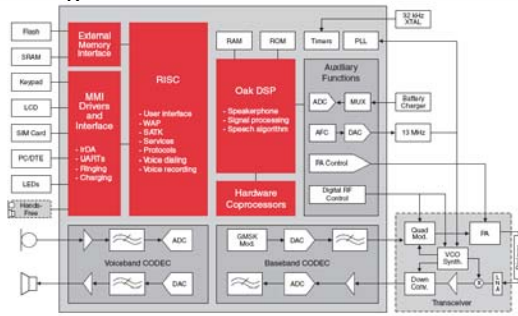 Flash
SRAM
Keypad
LCD
SIM Card
PC/DTE
LEDs
Hands-
Free
External
Memory
Interface
MMI
Drivers
and
Interface
- IrDA
- UARTs
- Ringing
- Charging
RISC
- User Interface
- WAP
- SATK
- Services
- Protocols
- Voice dialing
- Voice recording
RAM
ROM
Oak DSP
- Speakerphone
- Signal processing
- Speech algorithm
Hardware
Coprocessors
Timers
PLL
32 kHz
XTAL
Auxiliary
Functions
ADC
MUX
Battery
Charger
AFC
DAC
13 MHz
PA Control
Digital RF
Control
ADC
DAC
Voiceband CODEC
GMSK
Mod.
DAC
ADC
Baseband CODEC
Quad
Mod.
PA
VCO
Synth.
Down
Conv.
X
L
N
A
Transceiver